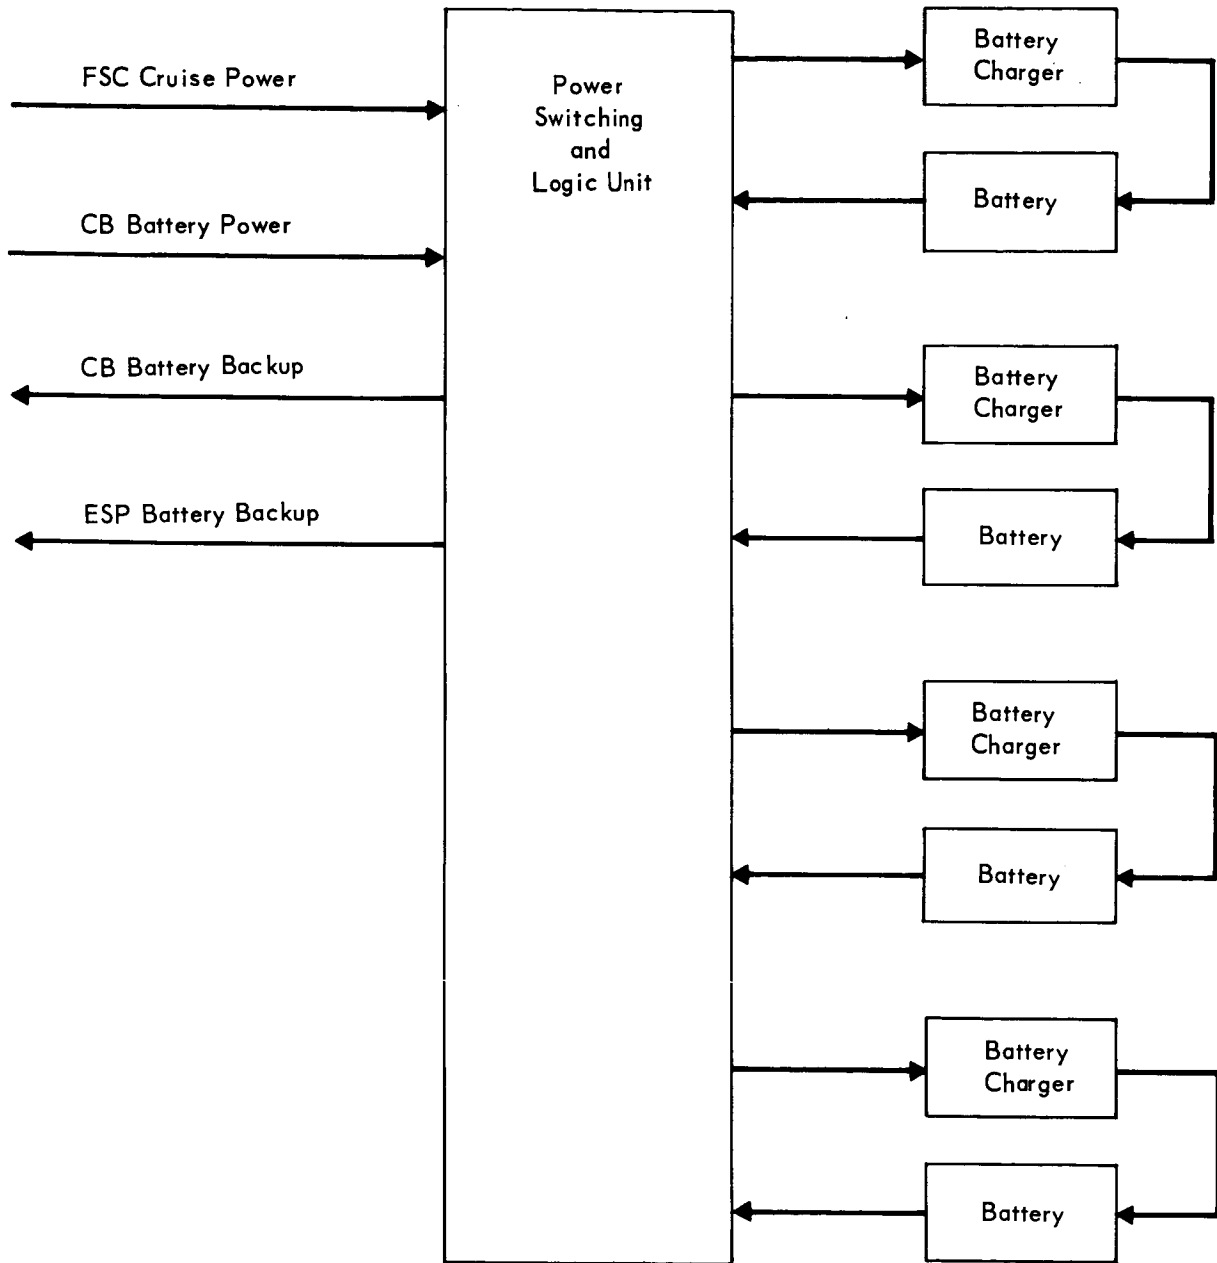 FSC Cruise Power
CB Battery Power
CB Battery Backup
ESP Battery Backup
Power
Switching
and
Logic Unit
Battery
Charger
Battery
Battery
Charger
Battery
Battery
Charger
Battery
Battery
Charger
Battery